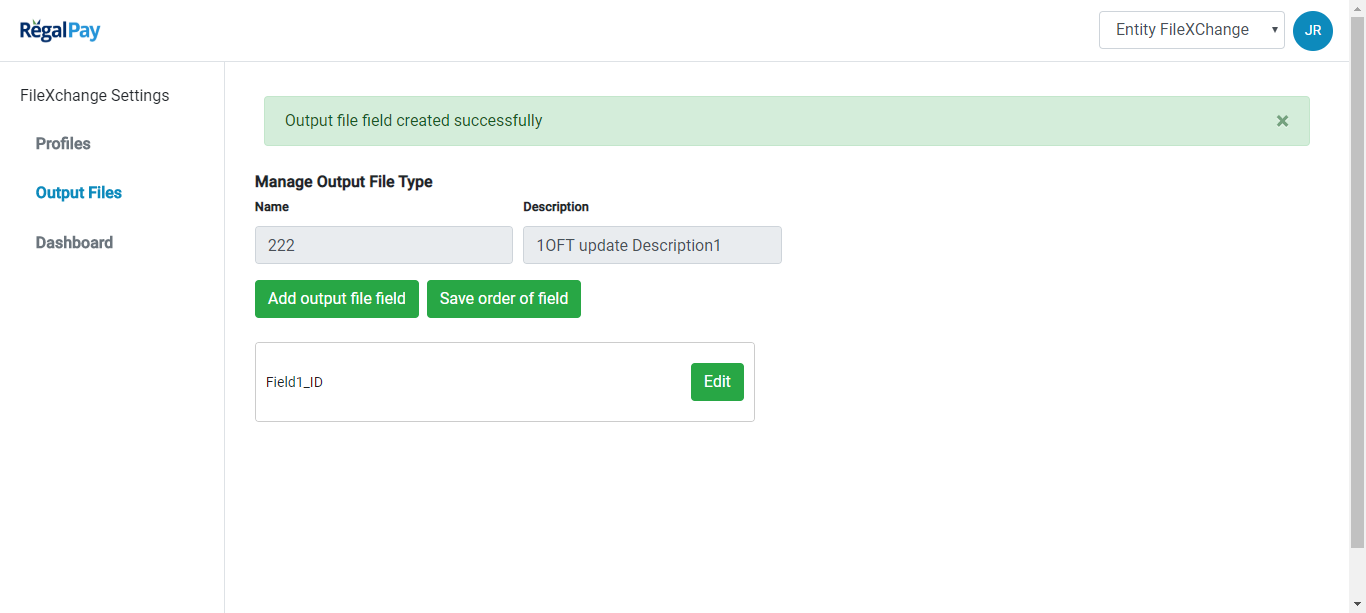 RegalPay
Entity FileXChange
JR
FileXchange Settings
Profiles
Output Files
Dashboard
Output file field created successfully
×
Manage Output File Type
Name
Description
222
1OFT update Description1
Add output file field
Save order of field
Field1_ID
Edit